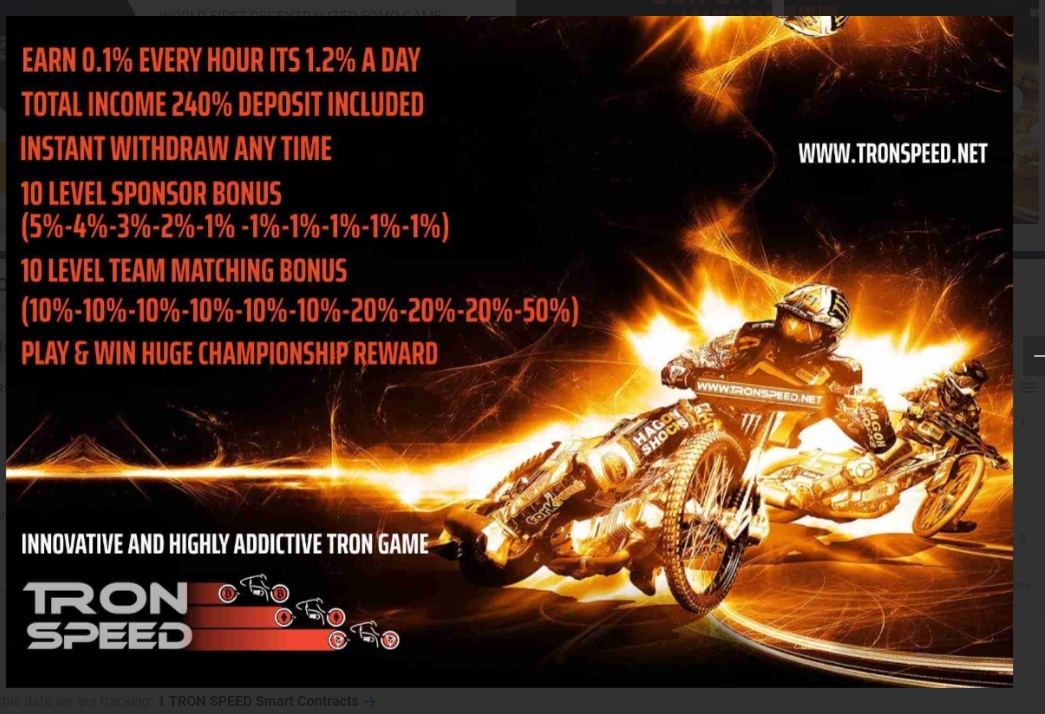 WORLD FIRST DECENTRALIZED FOMO GAME
EARN 0.1% EVERY HOUR ITS 1.2% A DAY
TOTAL INCOME 240% DEPOSIT INCLUDED
INSTANT WITHDRAW ANY TIME
WWW.TRONSPEED.NET
10 LEVEL SPONSOR BONUS
(5%-4%-3%-2%-1% -1%-1%-1%-1%-1%)
10 LEVEL TEAM MATCHING BONUS
(10%-10%-10%-10%-10%-10%-20%-20%-20%-50%)
PLAY & WIN HUGE CHAMPIONSHIP REWARD
WWW.TRONSPEED.NET
HAGON
SHOCKS
HAGON
SHOCKS
INNOVATIVE AND HIGHLY ADDICTIVE TRON GAME
TRON
SPEED
this data we are tracking: 1 TRON SPEED Smart Contracts →